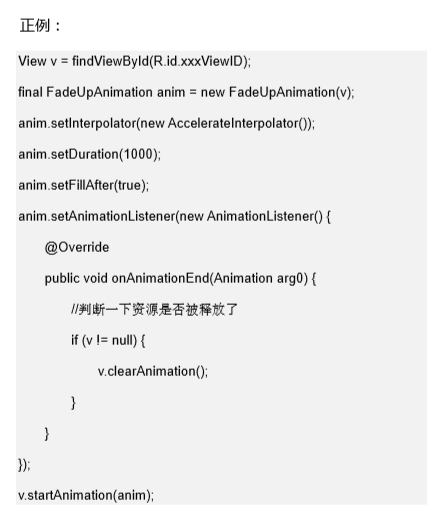 正例：
View v = findViewById(R.id.xxxViewID);
final FadeUpAnimation anim = new FadeUpAnimation(v);
anim.setInterpolator(new AccelerateInterpolator());
anim.setDuration(1000);
anim.setFillAfter(true);
anim.setAnimationListener(new AnimationListener() {
@Override
public void onAnimationEnd(Animation arg0) {
//判断一下资源是否被释放了
if (v != null) {
v.clearAnimation();
}
}
});
v.startAnimation(anim);